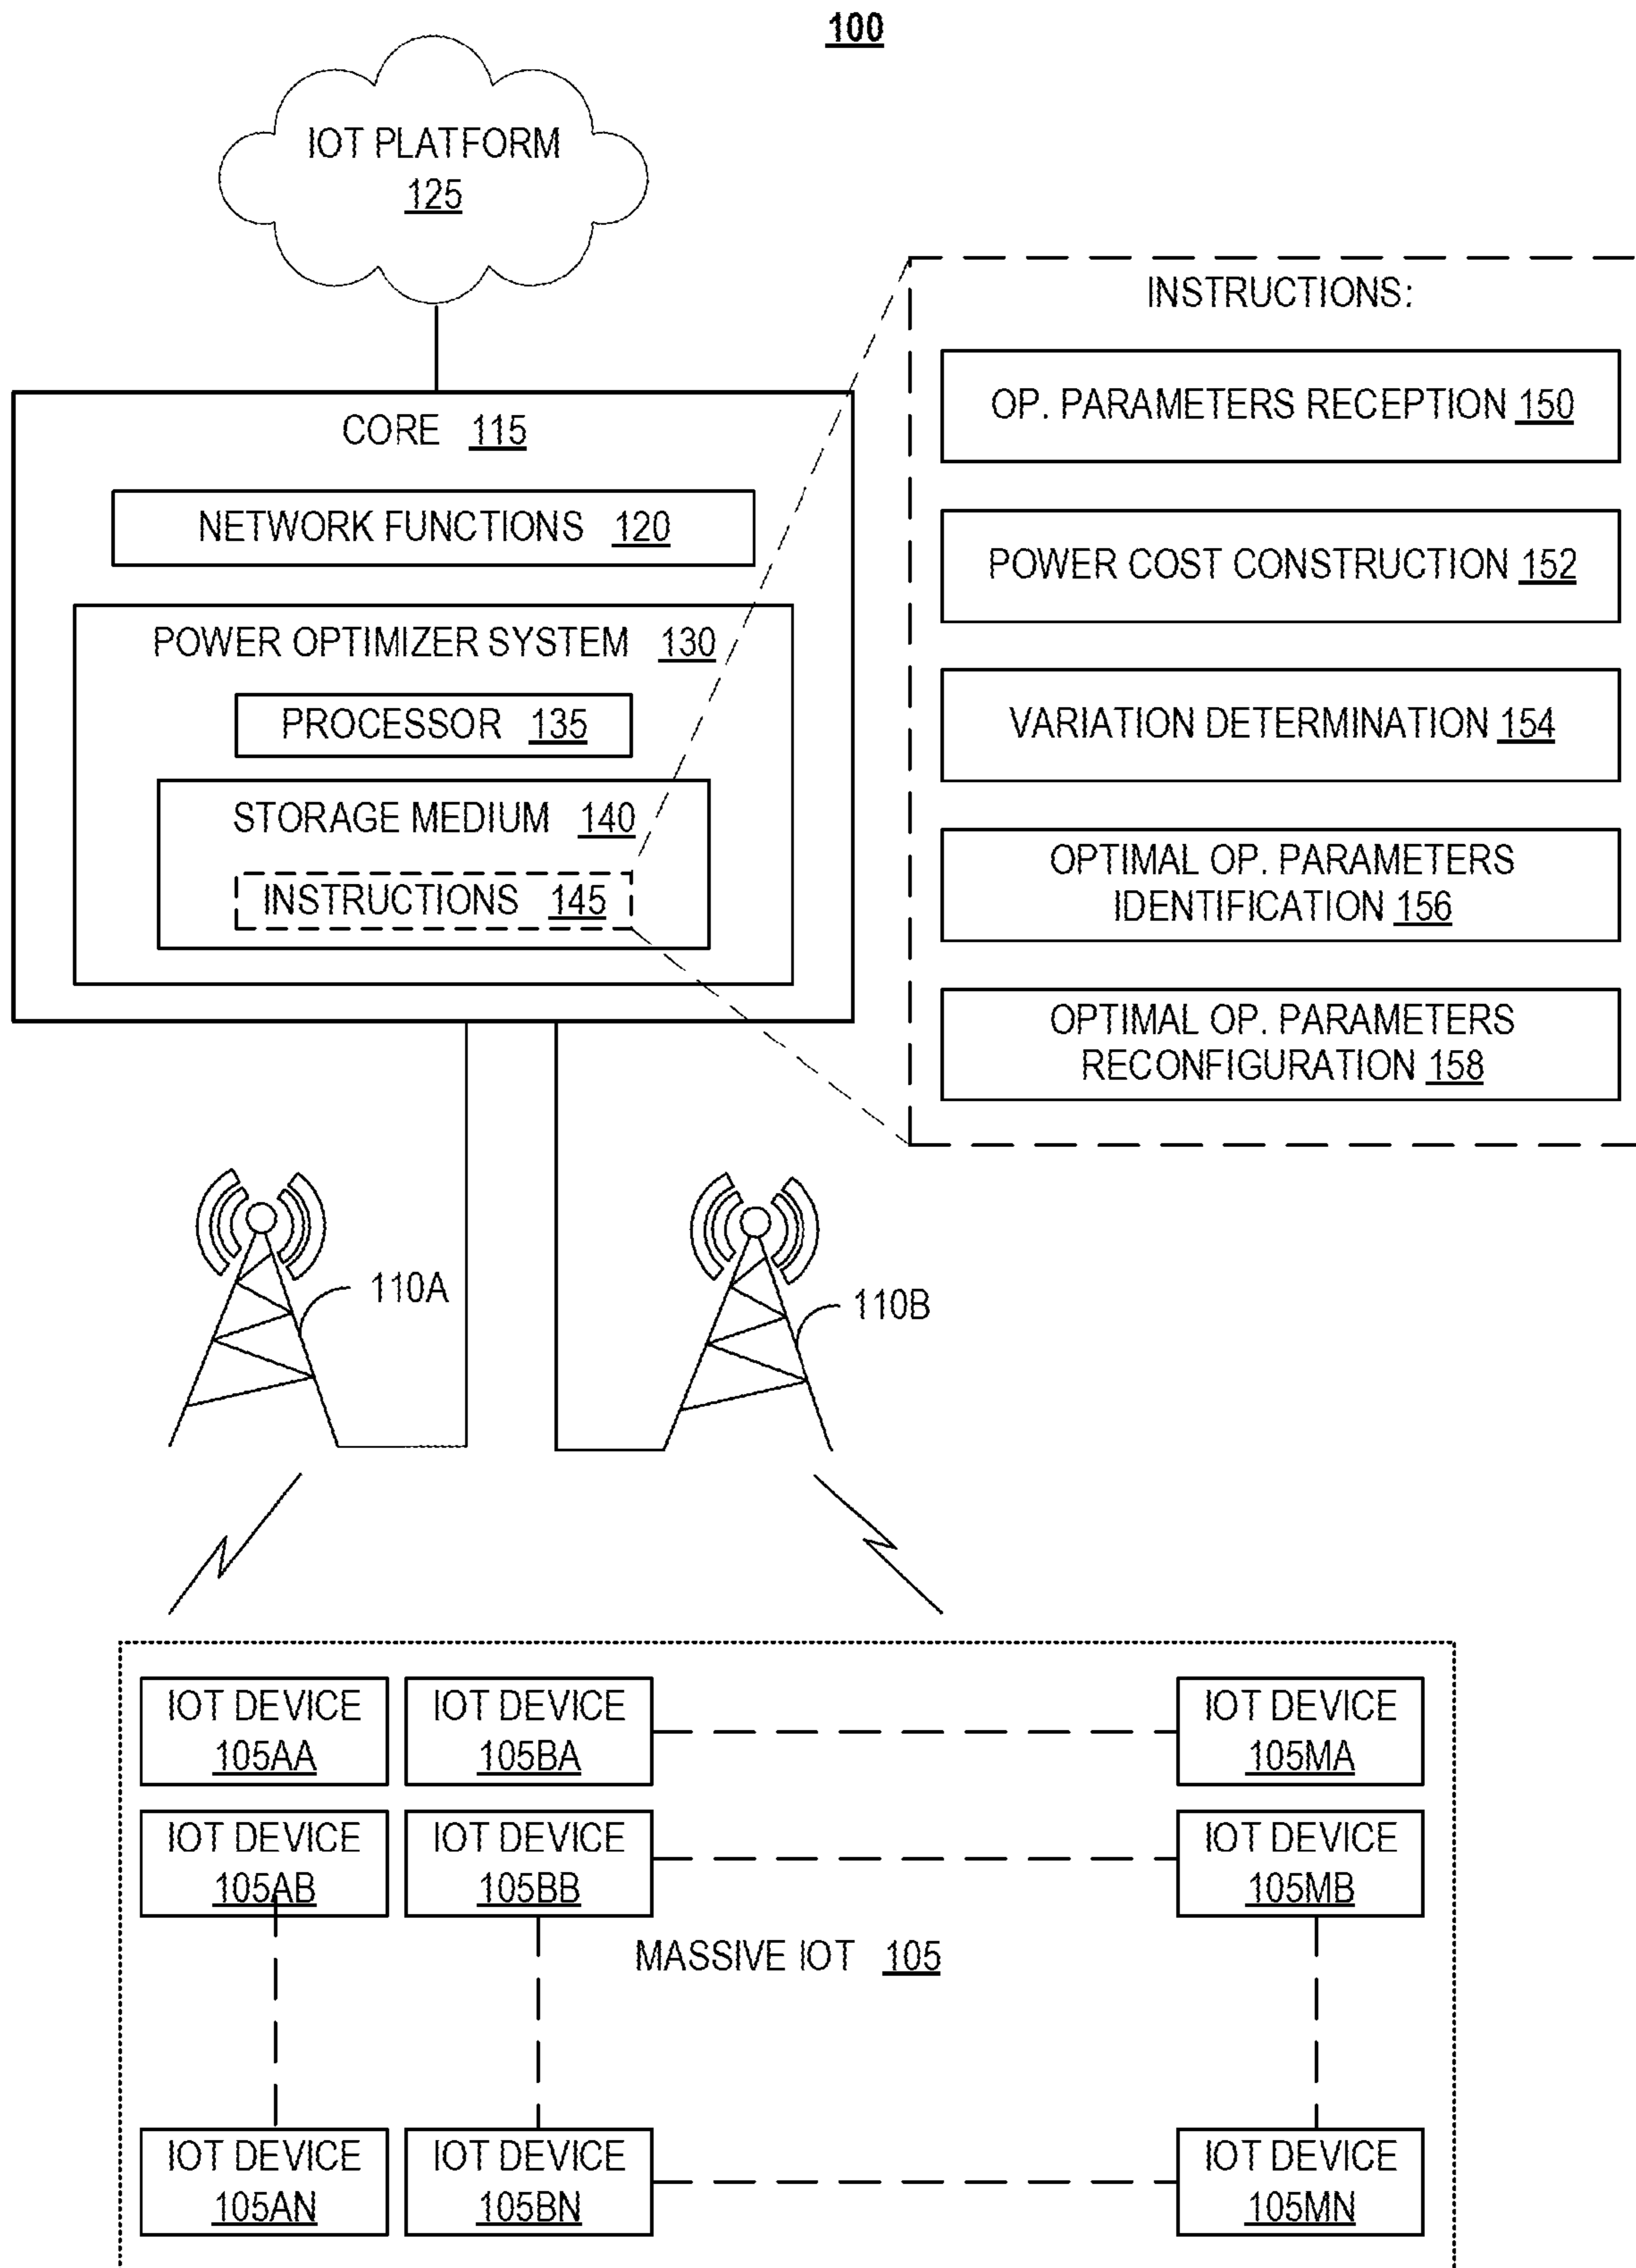 100
IOT PLATFORM
125
CORE 115
NETWORK FUNCTIONS 120
POWER OPTIMIZER SYSTEM 130
PROCESSOR 135
STORAGE MEDIUM 140
INSTRUCTIONS 145
INSTRUCTIONS:
OP. PARAMETERS RECEPTION 150
POWER COST CONSTRUCTION 152
VARIATION DETERMINATION 154
OPTIMAL OP. PARAMETERS
IDENTIFICATION 156
OPTIMAL OP. PARAMETERS
RECONFIGURATION 158
110A
110B
IOT DEVICE
105AA
IOT DEVICE
105BA
IOT DEVICE
105MA
IOT DEVICE
105AB
IOT DEVICE
105BB
IOT DEVICE
105MB
MASSIVE IOT 105
IOT DEVICE
105AN
IOT DEVICE
105BN
IOT DEVICE
105MN